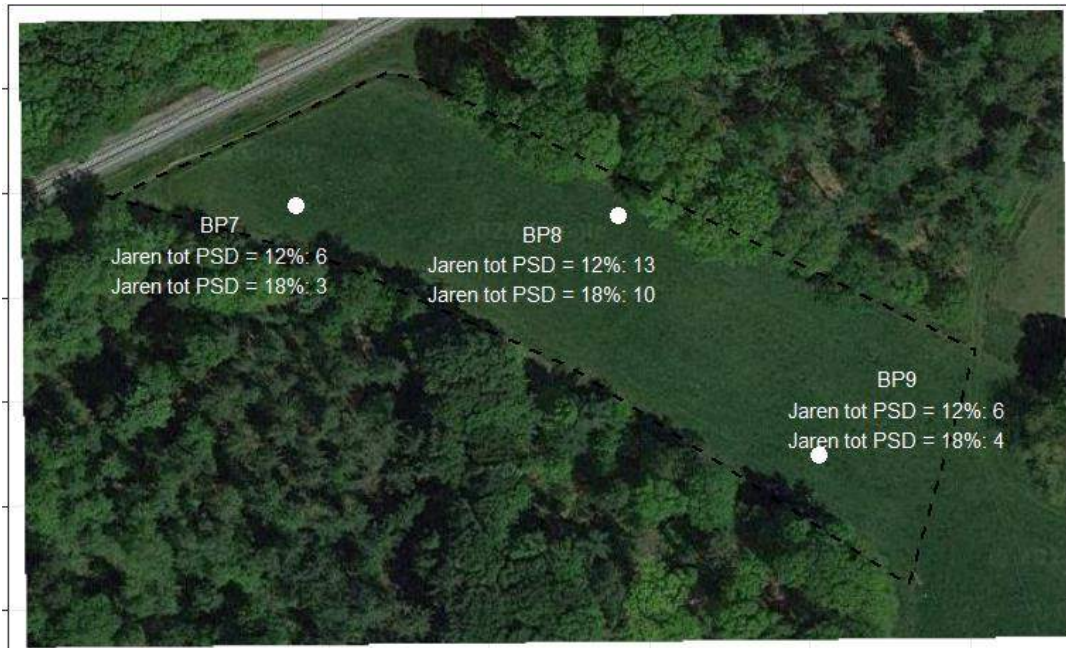 BP7
Jaren tot PSD = 12%: 6
Jaren tot PSD = 18%: 3
BP8
Jaren tot PSD = 12%: 13
Jaren tot PSD = 18%: 10
BP9
Jaren tot PSD = 12%: 6
Jaren tot PSD = 18%: 4